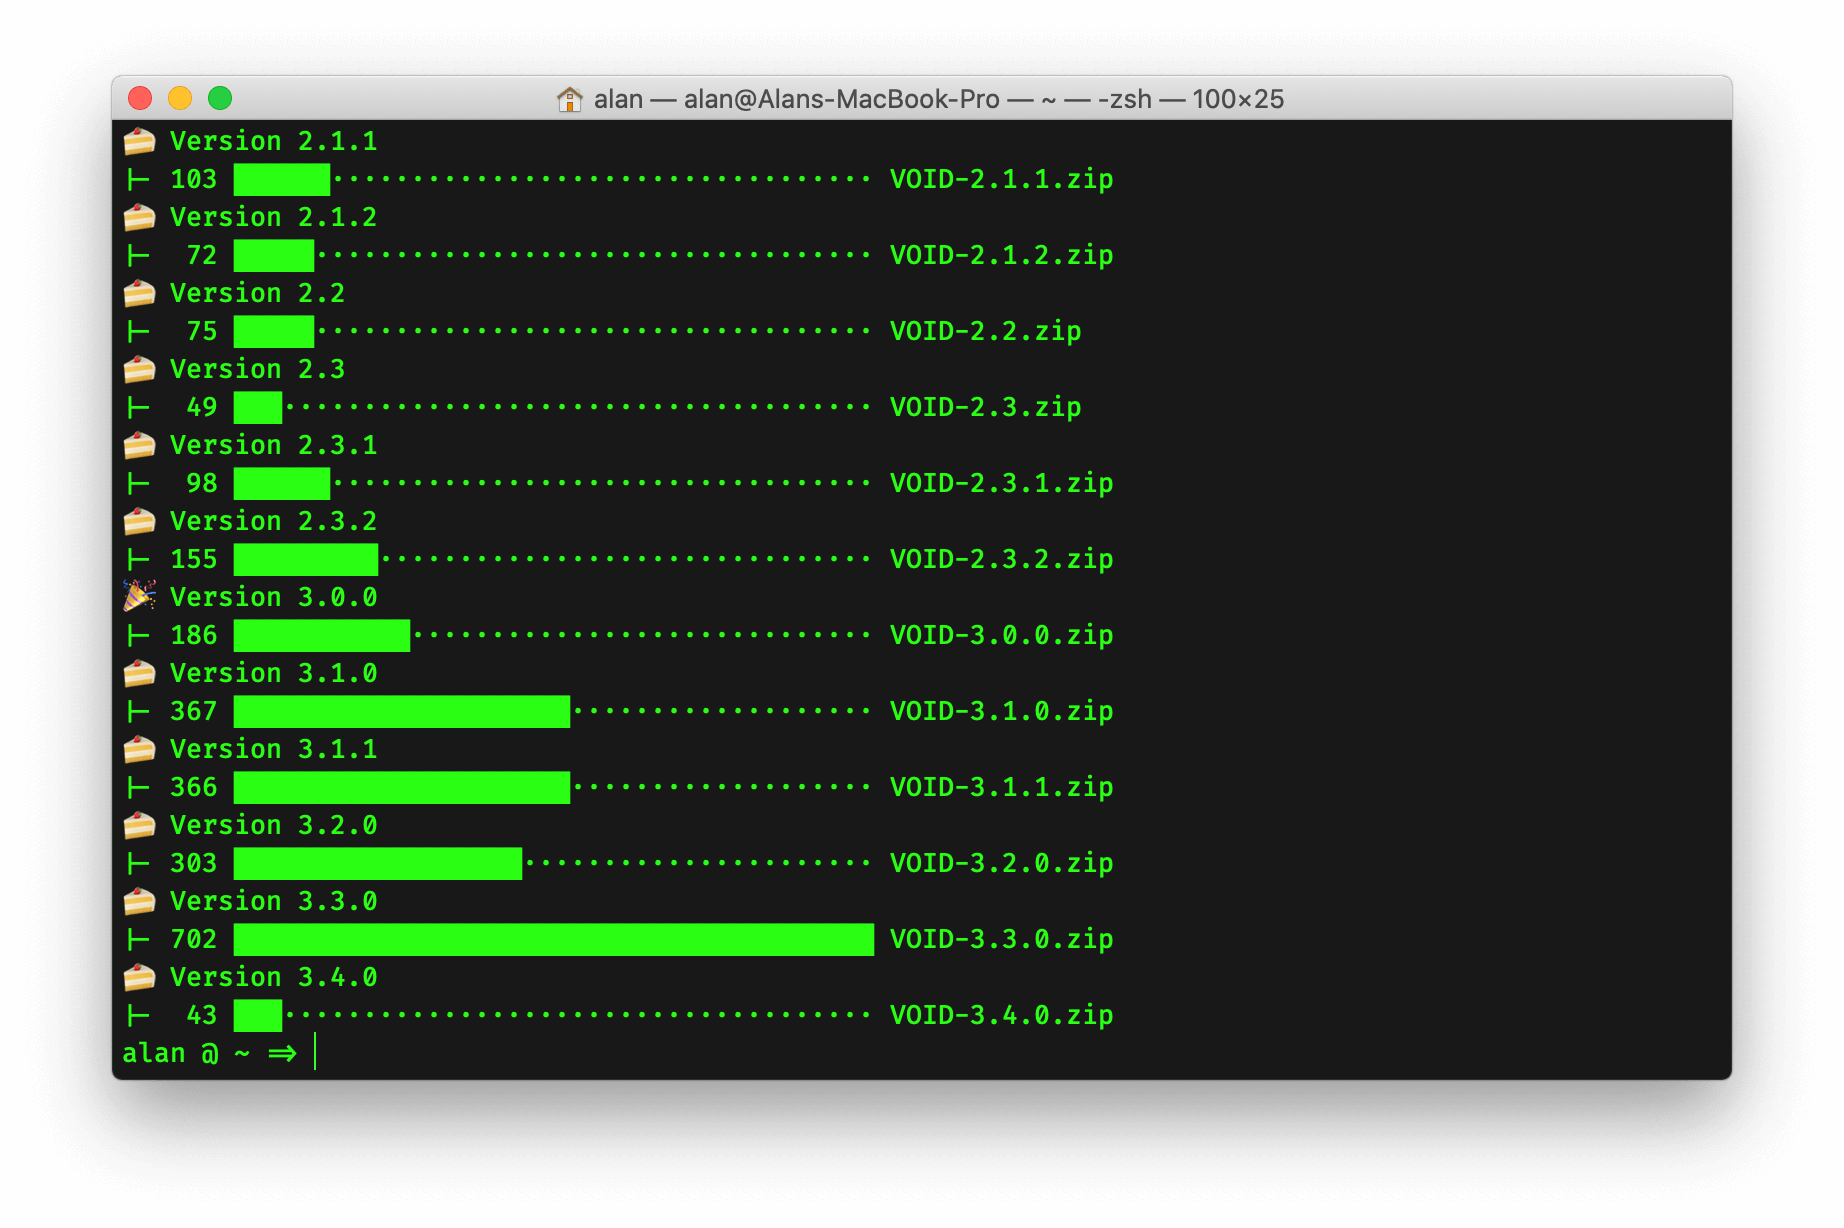 alan — alan@Alans-MacBook-Pro — ~ — -zsh — 100×25
Version 2.1.1
103 VOID-2.1.1.zip
Version 2.1.2
72 VOID-2.1.2.zip
Version 2.2
75 VOID-2.2.zip
Version 2.3
49 VOID-2.3.zip
Version 2.3.1
98 VOID-2.3.1.zip
Version 2.3.2
155 VOID-2.3.2.zip
Version 3.0.0
186 VOID-3.0.0.zip
Version 3.1.0
367 VOID-3.1.0.zip
Version 3.1.1
366 VOID-3.1.1.zip
Version 3.2.0
303 VOID-3.2.0.zip
Version 3.3.0
702 VOID-3.3.0.zip
Version 3.4.0
43 VOID-3.4.0.zip
alan @ ~ ⇒